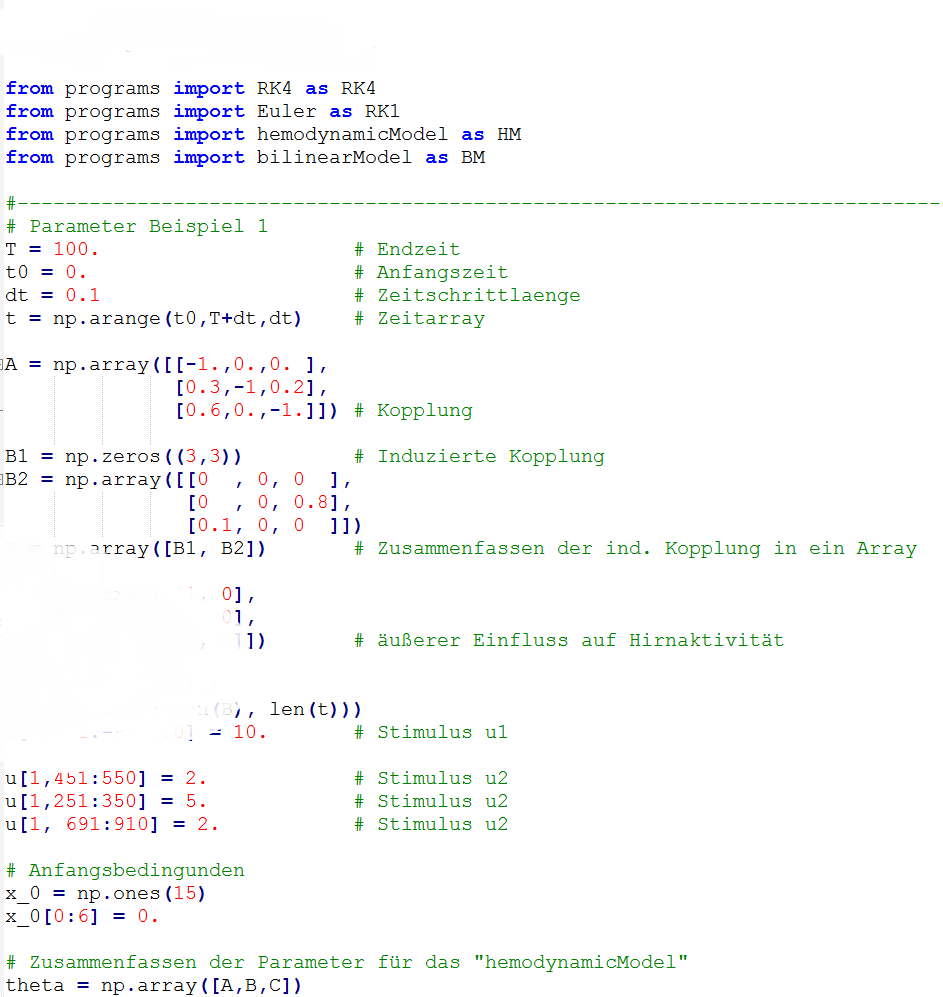 from programs import RK4 as RK4
from programs import Euler as RK1
from programs import hemodynamicModel as HM
from programs import bilinearModel as BM
#------------------------------------------------------------------------------
# Parameter Beispiel 1
T = 100. # Endzeit
t0 = 0. # Anfangszeit
dt = 0.1 # Zeitschrittlaenge
t = np.arange(t0,T+dt,dt) # Zeitarray
A = np.array([[-1.,0.,0. ],
[0.3,-1,0.2],
[0.6,0.,-1.]]) # Kopplung
B1 = np.zeros((3,3)) # Induzierte Kopplung
B2 = np.array([[0 , 0, 0 ],
[0 , 0, 0.8],
[0.1, 0, 0 ]])
= np.array([B1, B2]) # Zusammenfassen der ind. Kopplung in ein Array
0],
0],
]]) # äußerer Einfluss auf Hirnaktivität
(B), len(t)))
0] = 10. # Stimulus u1
u[1,451:550] = 2. # Stimulus u2
u[1,251:350] = 5. # Stimulus u2
u[1, 691:910] = 2. # Stimulus u2
# Anfangsbedingunden
x_0 = np.ones(15)
x_0[0:6] = 0.
# Zusammenfassen der Parameter für das "hemodynamicModel"
theta = np.array([A,B,C])